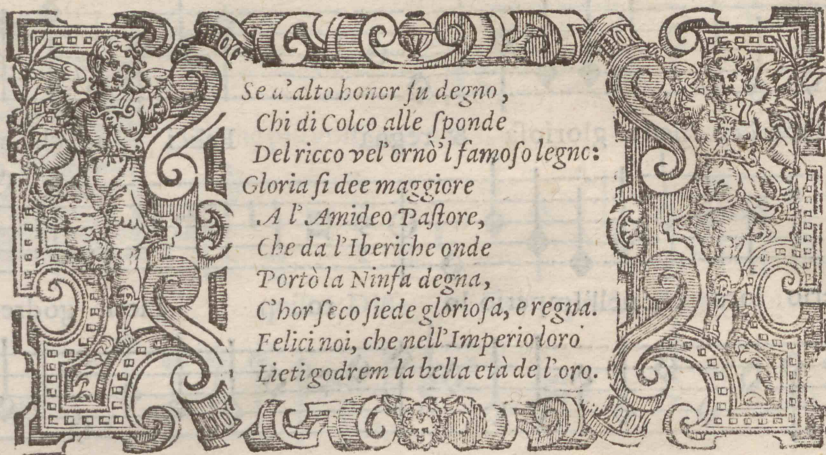 Se d'alto honor fu degno,
Chi di Colco alle ſponde
Del ricco vel'ornò'l famoſo legno:
Gloria ſi dee maggiore
A l'Amideo Paſtore,
Che da l'Iberiche onde
Portò la Ninfa degna,
C'hor ſeco ſiede glorioſa, e regna.
Felici noi, che nell'Imperio loro
Lieti godrem la bella età de l'oro.